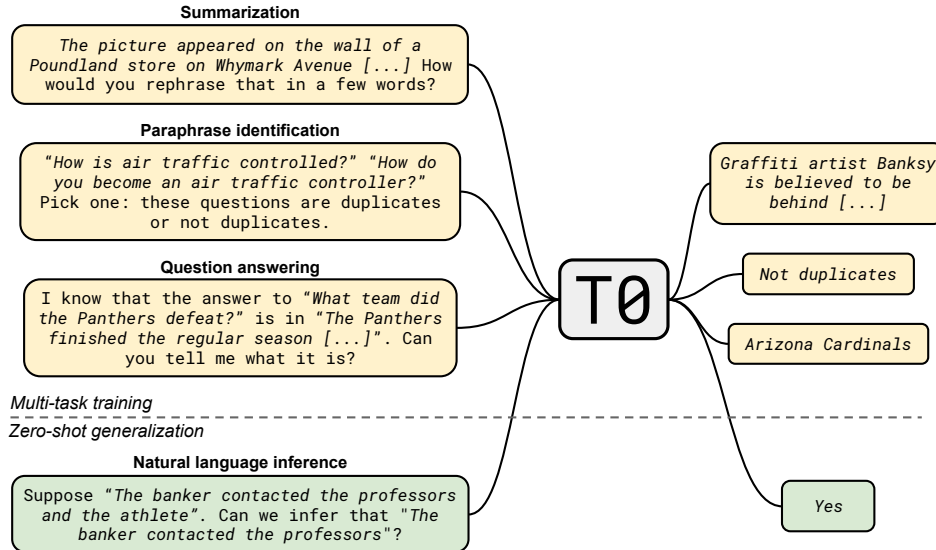 Summarization
The picture appeared on the wall of a
Poundland store on Whymark Avenue [...] How
would you rephrase that in a few words?
Paraphrase identification
“How is air traffic controlled?” “How do
you become an air traffic controller?”
Pick one: these questions are duplicates
or not duplicates.
Question answering
I know that the answer to “What team did
the Panthers defeat?” is in “The Panthers
finished the regular season [...]”. Can
you tell me what it is?
Multi-task training
Zero-shot generalization
Natural language inference
Suppose “The banker contacted the professors
and the athlete”. Can we infer that "The
banker contacted the professors"?
T0
Graffiti artist Banksy
is believed to be
behind [...]
Not duplicates
Arizona Cardinals
Yes